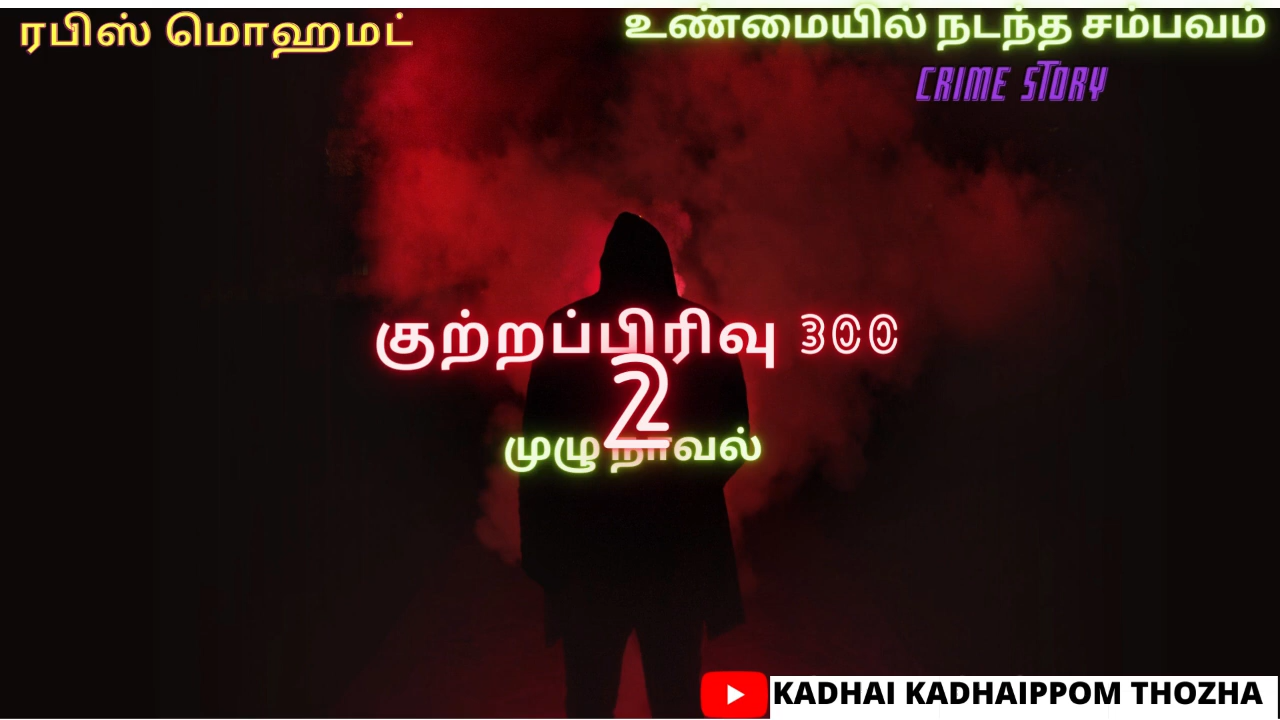 ரபிஸ் மொஹமட்
உண்மையில் நடந்த சம்பவம்
CRIME STORY
குற்றப்பிரிவு 300
2
முழு நாவல்
KADHAI KADHAIPPOM THOZHA